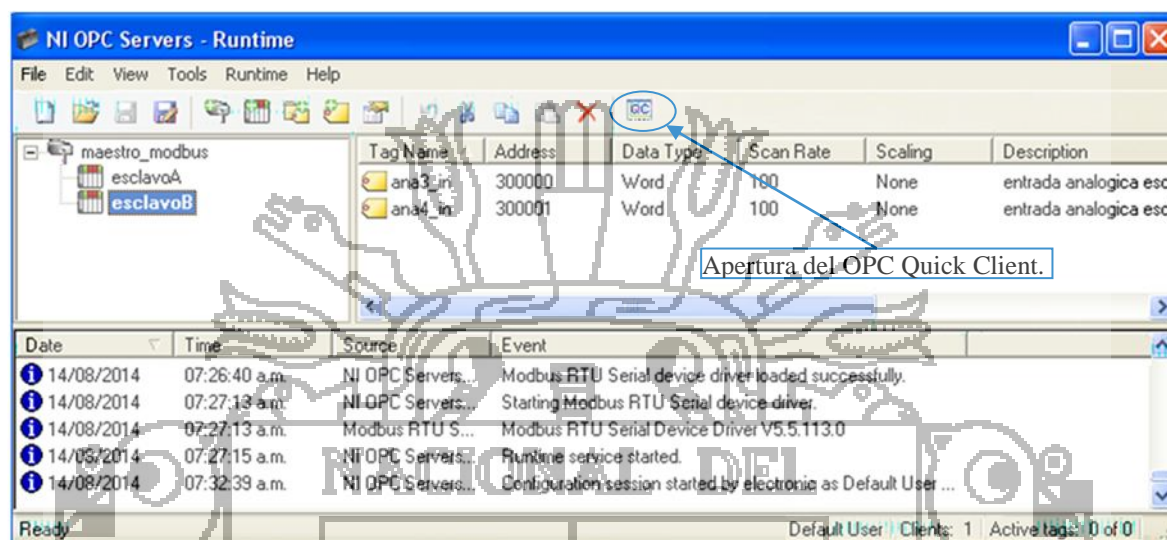 NI OPC Servers - Runtime
File Edit View Tools Runtime Help
QC
maestro_modbus
esclavoA
esclavoB
Tag Name Address Data Type Scan Rate Scaling Description
ana3_in 300000 Word 100 None entrada analogica esc
ana4_in 300001 Word 100 None entrada analogica esc
Apertura del OPC Quick Client.
Date Time Source Event
14/08/2014 07:26:40 a.m. NI OPC Servers... Modbus RTU Serial device driver loaded successfully.
14/08/2014 07:27:13 a.m. NI OPC Servers... Starting Modbus RTU Serial device driver.
14/08/2014 07:27:13 a.m. Modbus RTU S... Modbus RTU Serial Device Driver V5.5.113.0
14/08/2014 07:27:15 a.m. NI OPC Servers... Runtime service started.
14/08/2014 07:32:39 a.m. NI OPC Servers... Configuration session started by electronic as Default User ...
NACIONAL DEL
Ready Default User Clients: 1 Active tags: 0 of 0